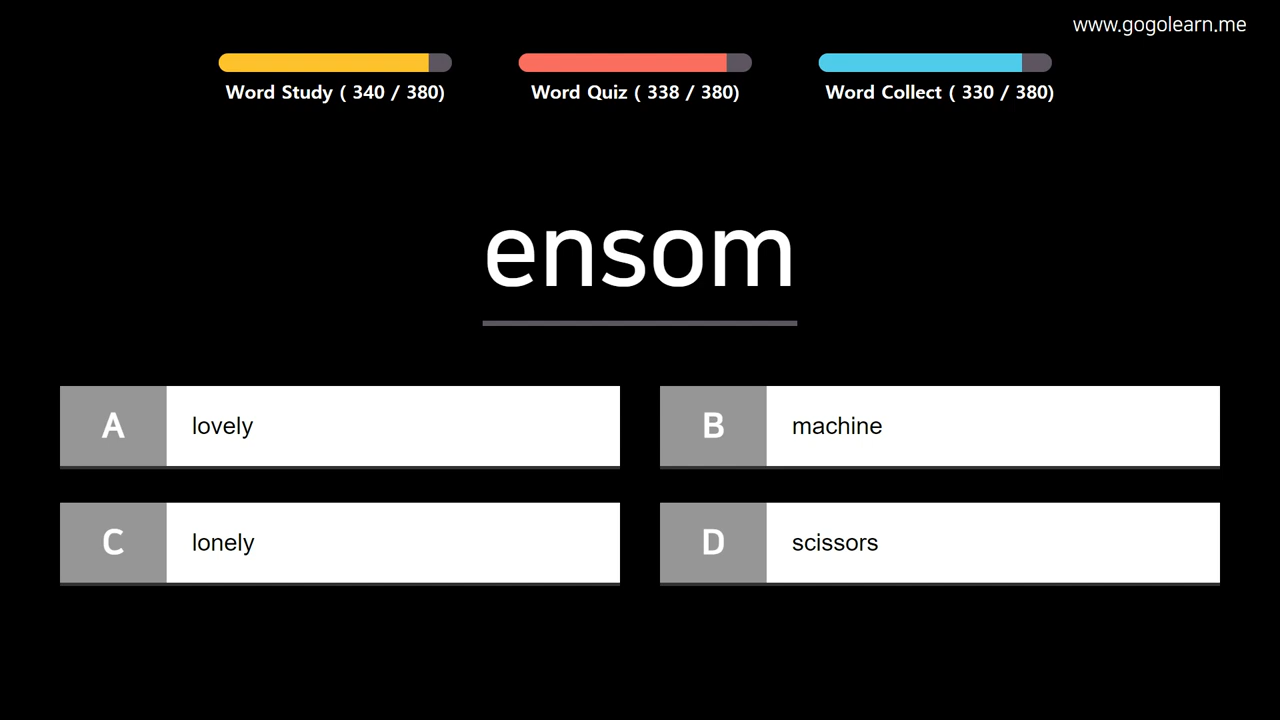 www.gogolearn.me
Word Study ( 340 / 380)
Word Quiz ( 338 / 380)
Word Collect ( 330 / 380)
ensom
A lovely
B machine
C lonely
D scissors